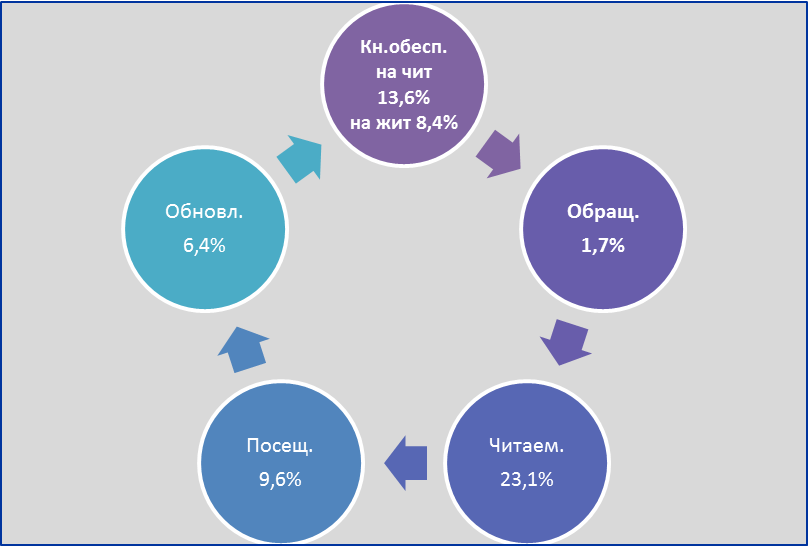 Кн.обесп.
на чит
13,6%
на жит 8,4%
Обращ.
1,7%
Читаем.
23,1%
Посещ.
9,6%
Обновл.
6,4%